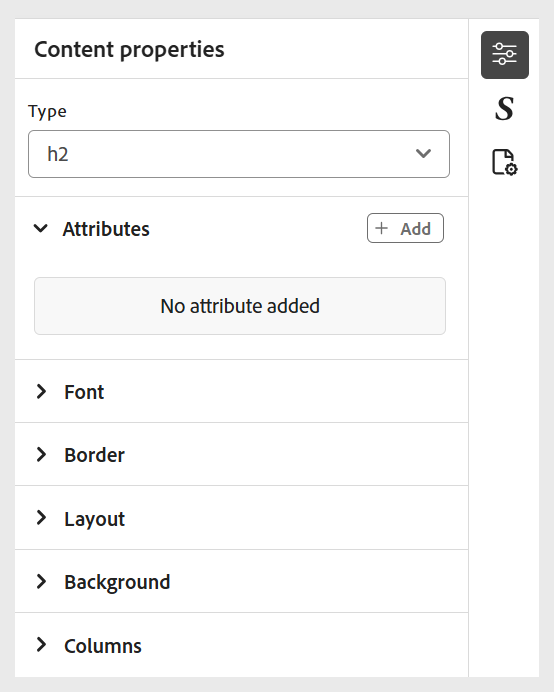 Content properties
Type
h2
Attributes
+ Add
No attribute added
Font
Border
Layout
Background
Columns
S